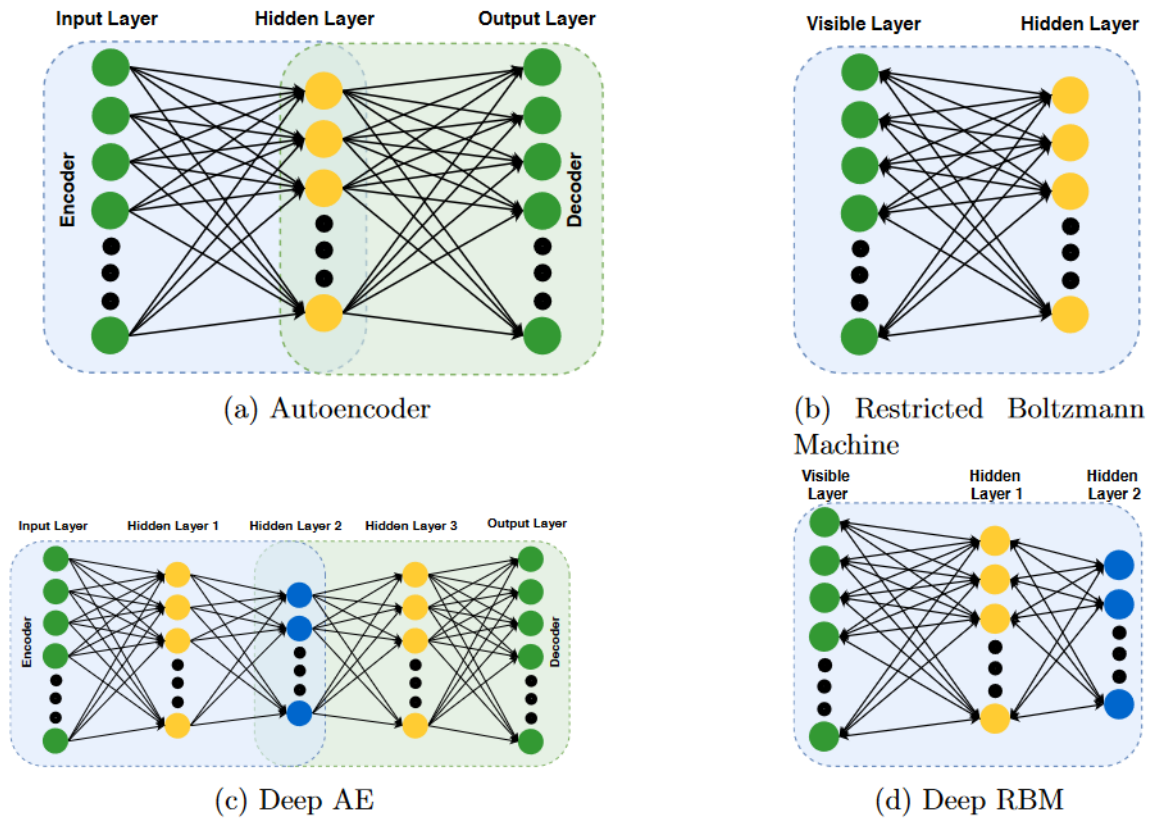 Input Layer Hidden Layer Output Layer
Encoder
Decoder
(a) Autoencoder
Visible Layer Hidden Layer
(b) Restricted Boltzmann
Machine
Input Layer Hidden Layer 1 Hidden Layer 2 Hidden Layer 3 Output Layer
Encoder
Decoder
(c) Deep AE
Visible Hidden Hidden
Layer Layer 1 Layer 2
(d) Deep RBM